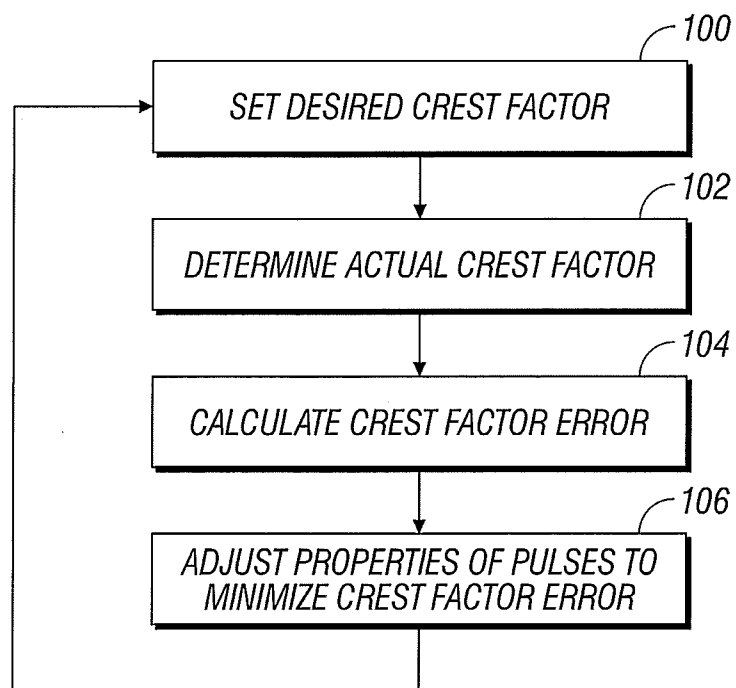 100
SET DESIRED CREST FACTOR
102
DETERMINE ACTUAL CREST FACTOR
104
CALCULATE CREST FACTOR ERROR
106
ADJUST PROPERTIES OF PULSES TO
MINIMIZE CREST FACTOR ERROR